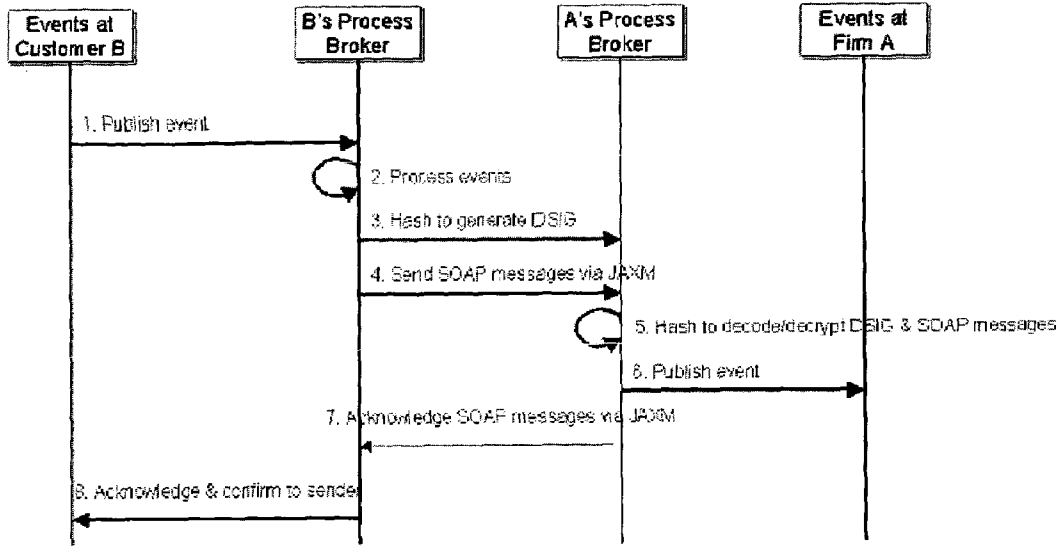 Events at
Customer B
B's Process
Broker
A's Process
Broker
Events at
Firm A
1. Publish event
2. Process events
3. Hash to generate DSIG
4. Send SOAP messages via JAXM
5. Hash to decode/decrypt DSIG & SOAP messages
6. Publish event
7. Acknowledge SOAP messages via JAXM
8. Acknowledge & confirm to sender